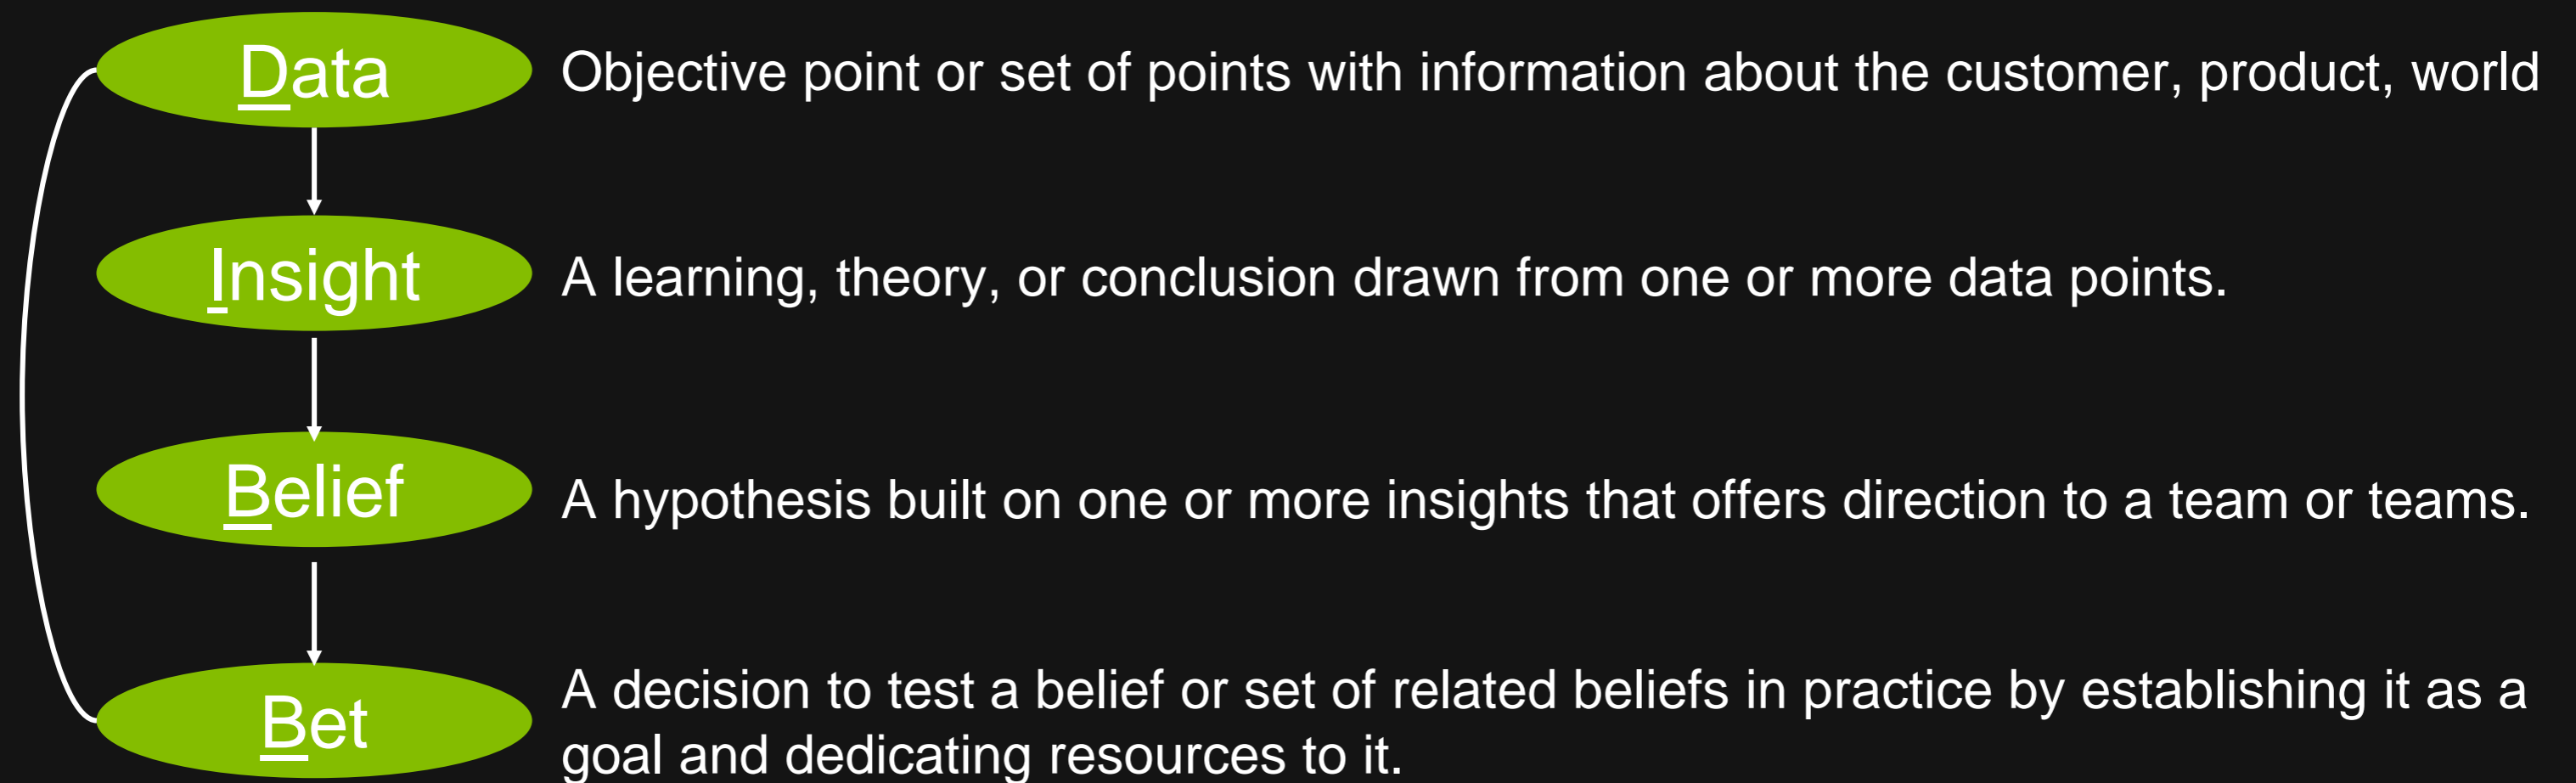 Data
Objective point or set of points with information about the customer, product, world
Insight
A learning, theory, or conclusion drawn from one or more data points.
Belief
A hypothesis built on one or more insights that offers direction to a team or teams.
Bet
A decision to test a belief or set of related beliefs in practice by establishing it as a
goal and dedicating resources to it.